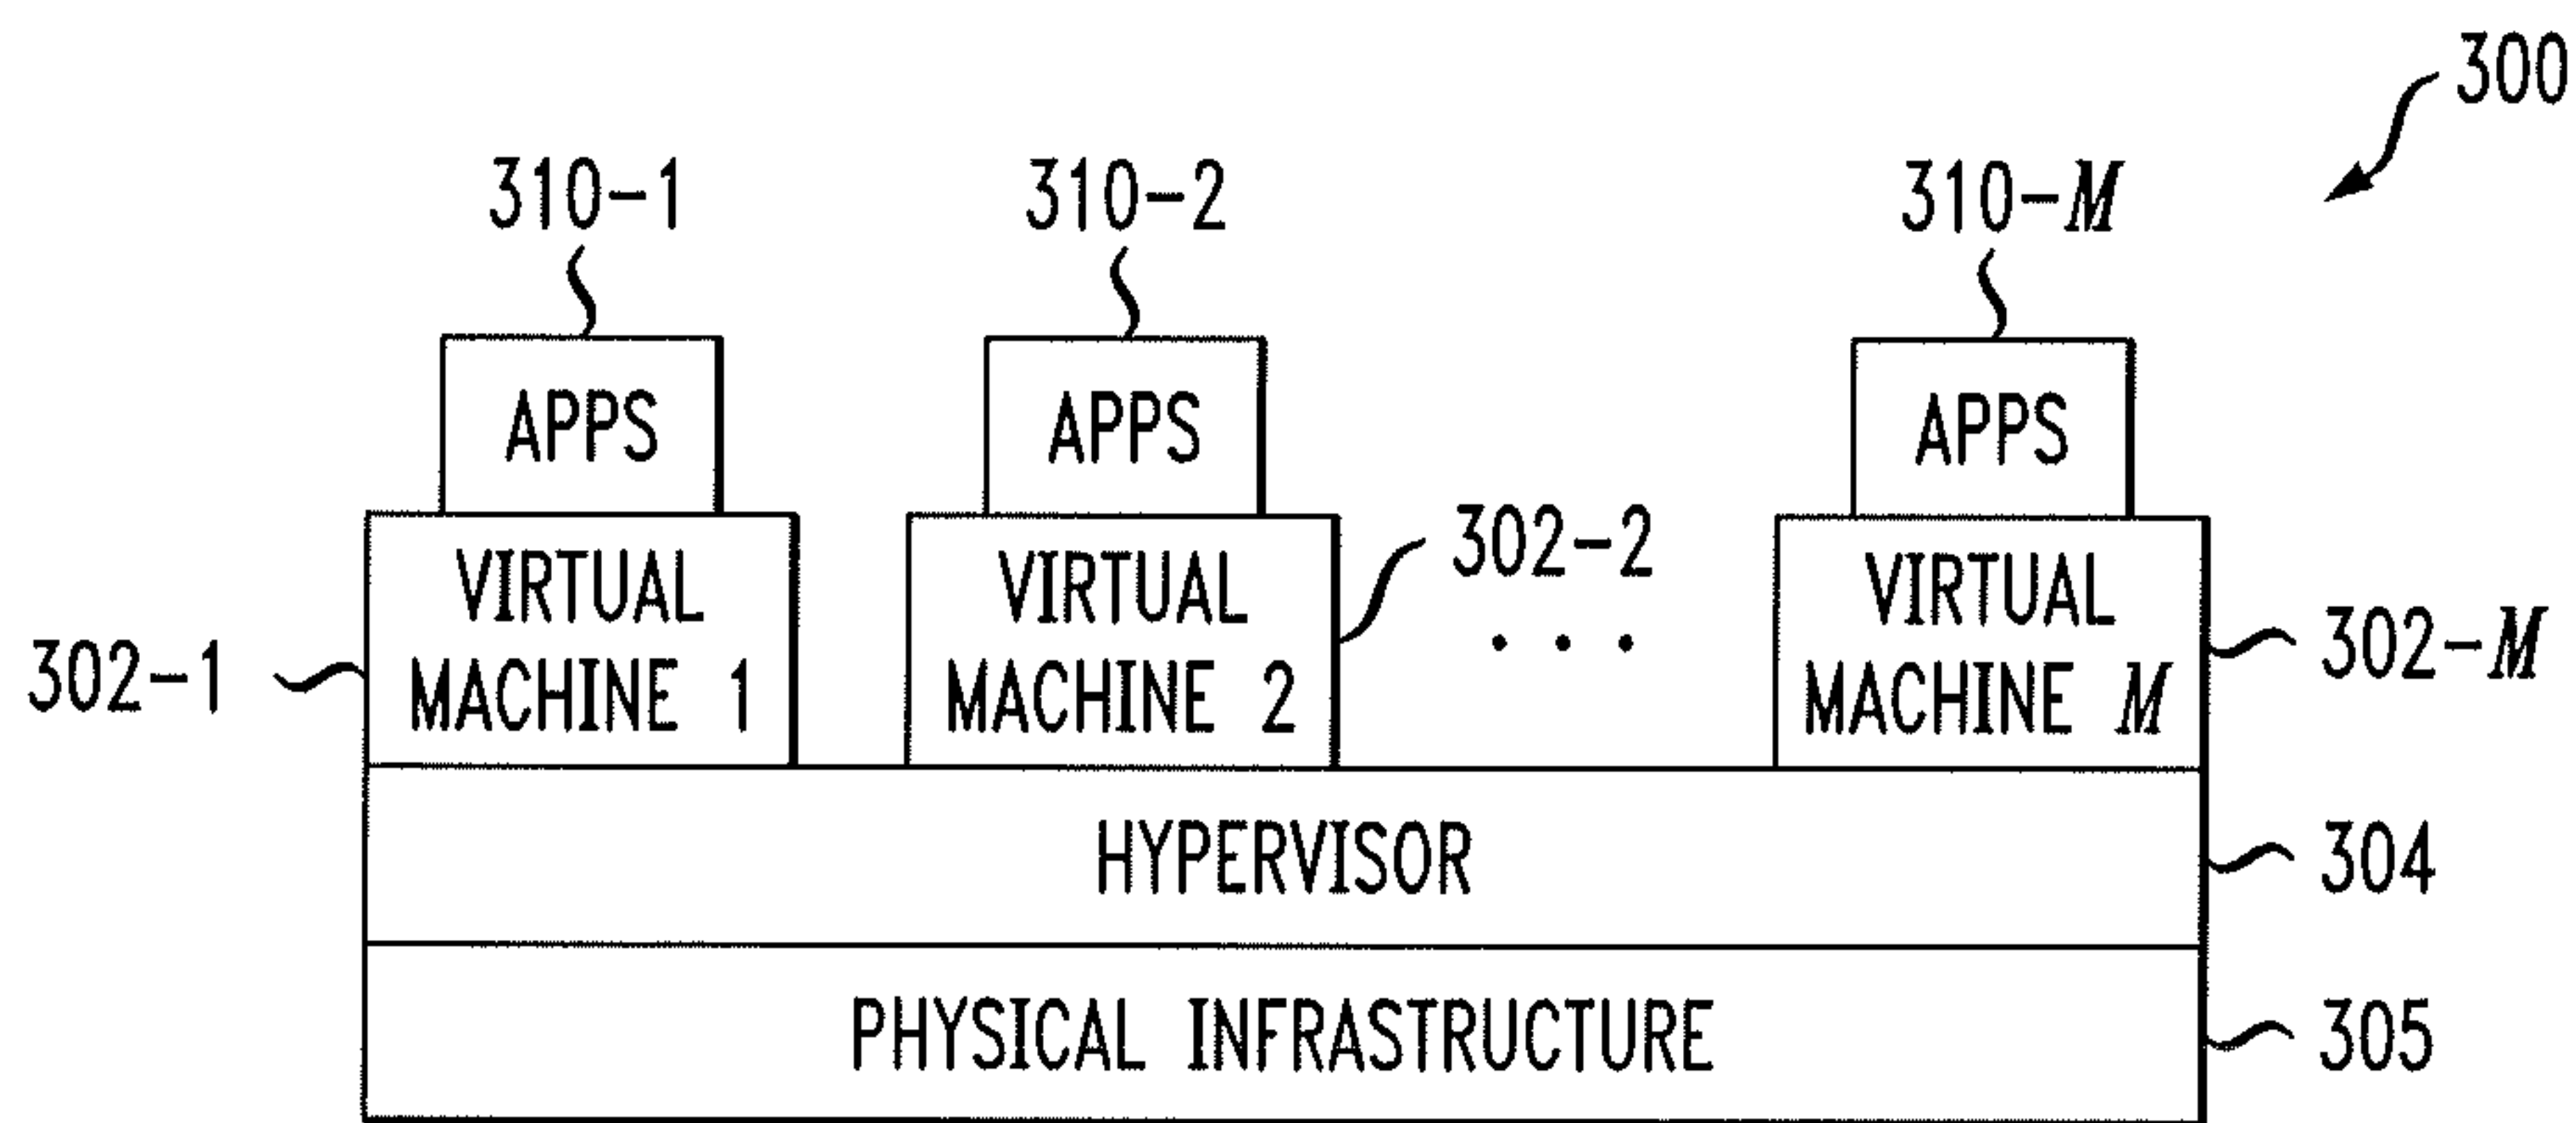 300
310-1
310-2
310-M
APPS
APPS
APPS
302-1
VIRTUAL
MACHINE 1
VIRTUAL
MACHINE 2
302-2
. . .
VIRTUAL
MACHINE M
302-M
HYPERVISOR
304
PHYSICAL INFRASTRUCTURE
305